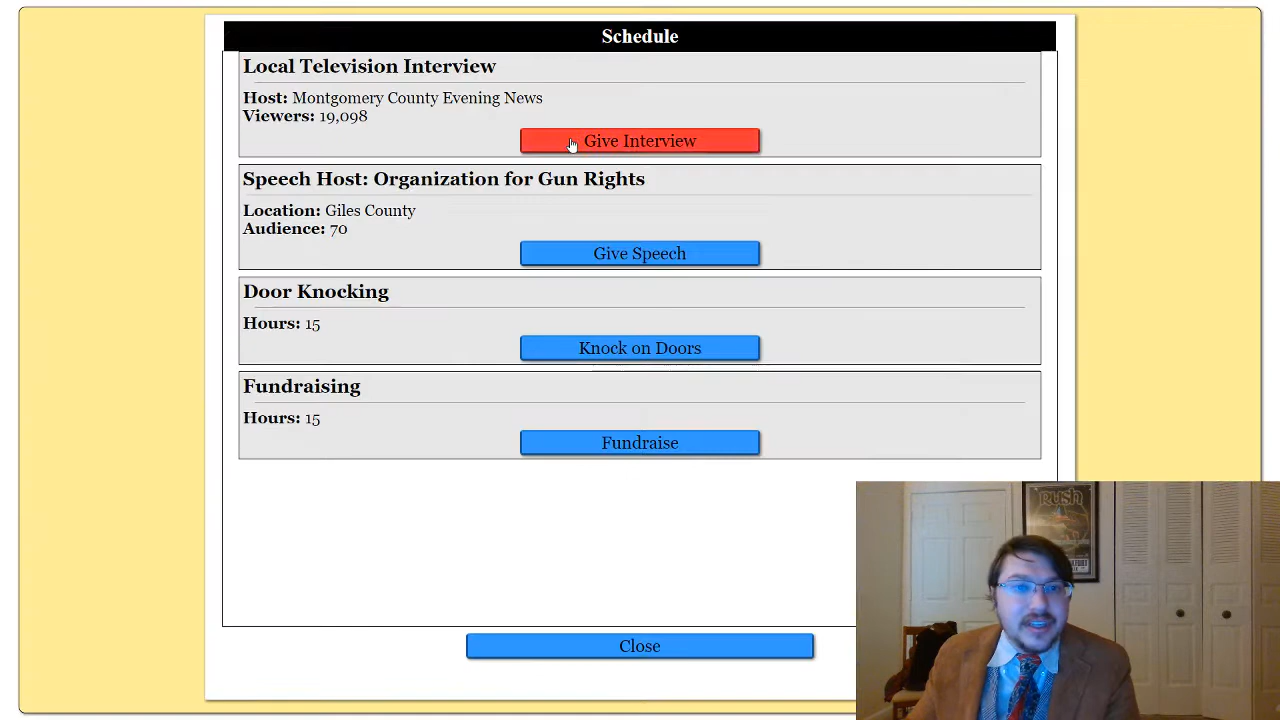 Schedule
Local Television Interview
Host: Montgomery County Evening News
Viewers: 19,098
Give Interview
Speech Host: Organization for Gun Rights
Location: Giles County
Audience: 70
Give Speech
Door Knocking
Hours: 15
Knock on Doors
Fundraising
Hours: 15
Fundraise
Close
RUSH